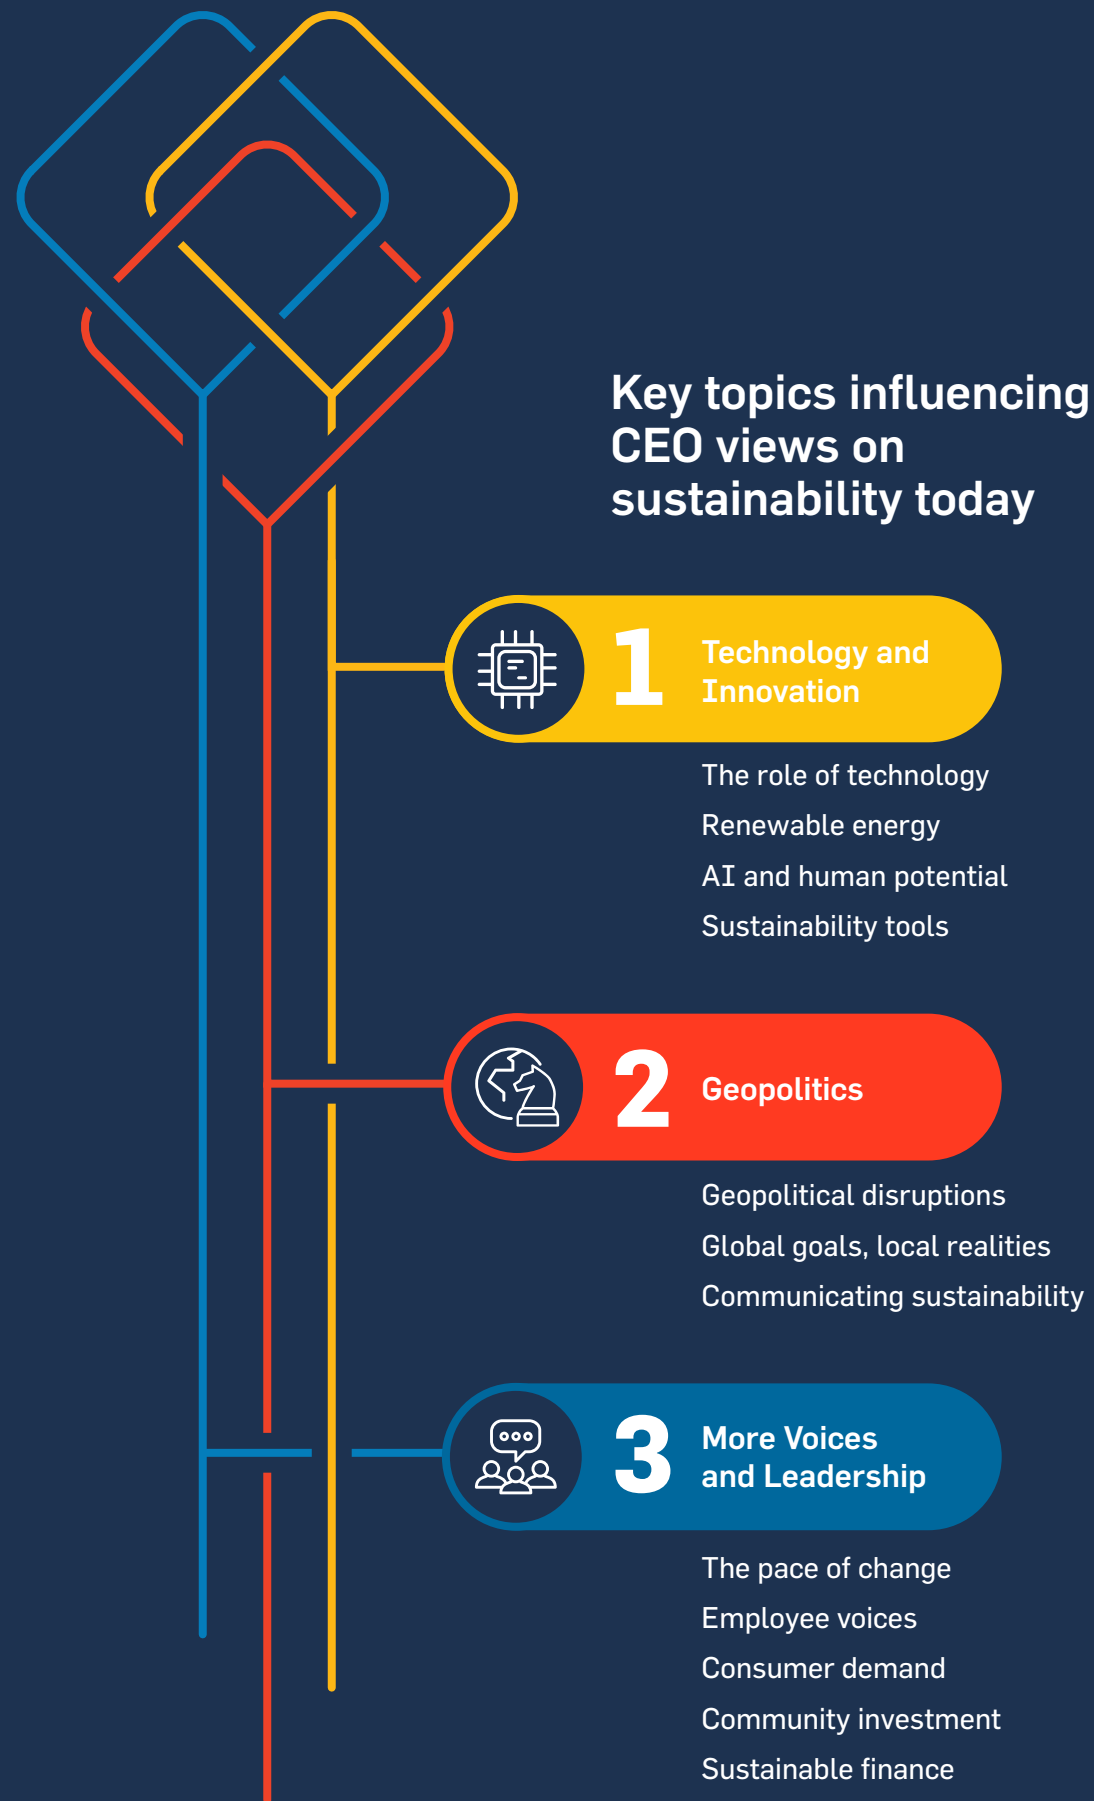 Key topics influencing
CEO views on
sustainability today
1
Technology and
Innovation
The role of technology
Renewable energy
AI and human potential
Sustainability tools
2
Geopolitics
Geopolitical disruptions
Global goals, local realities
Communicating sustainability
3
More Voices
and Leadership
The pace of change
Employee voices
Consumer demand
Community investment
Sustainable finance